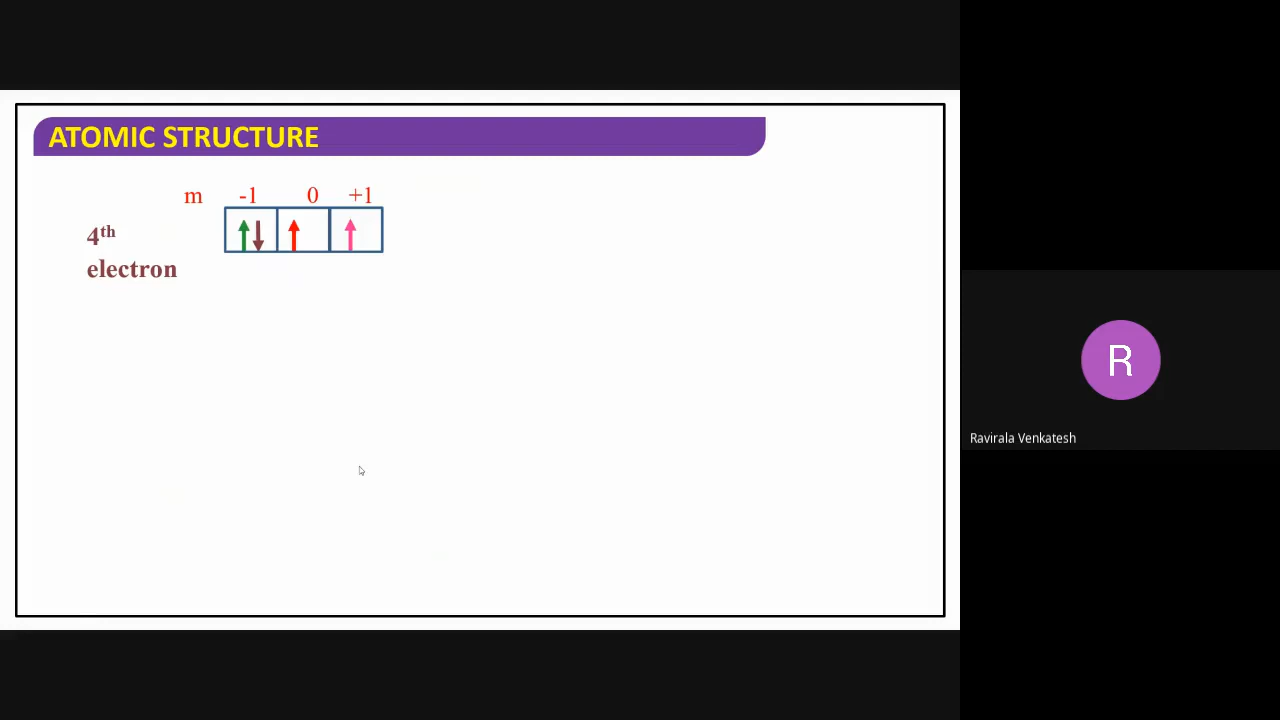 ATOMIC STRUCTURE
m -1 0 +1
4th
electron
R
Ravirala Venkatesh